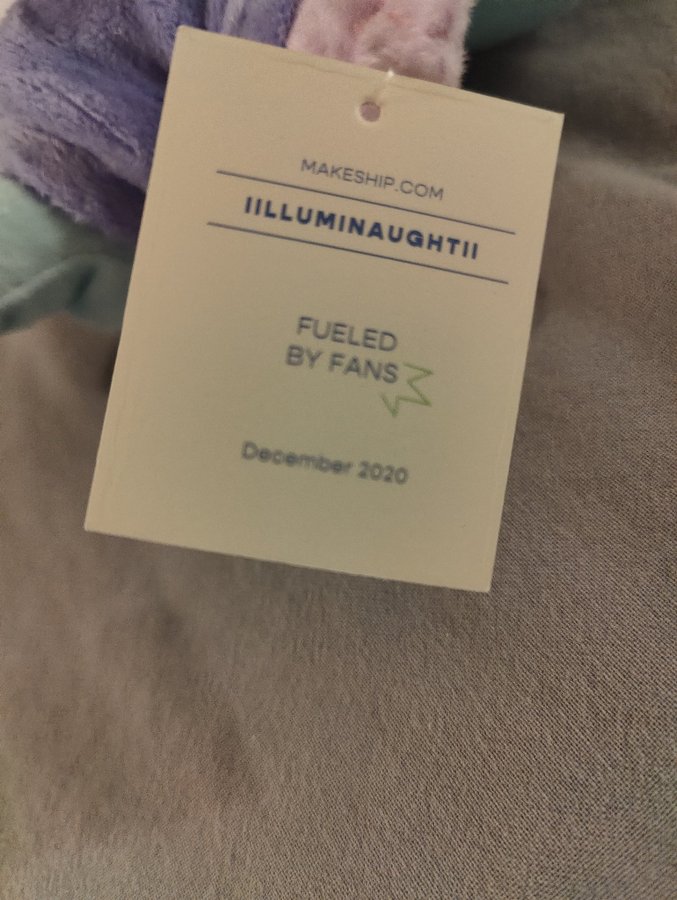 MAKESHIP.COM
IILLUMINAUGHTII
FUELED
BY FANS
December 2020